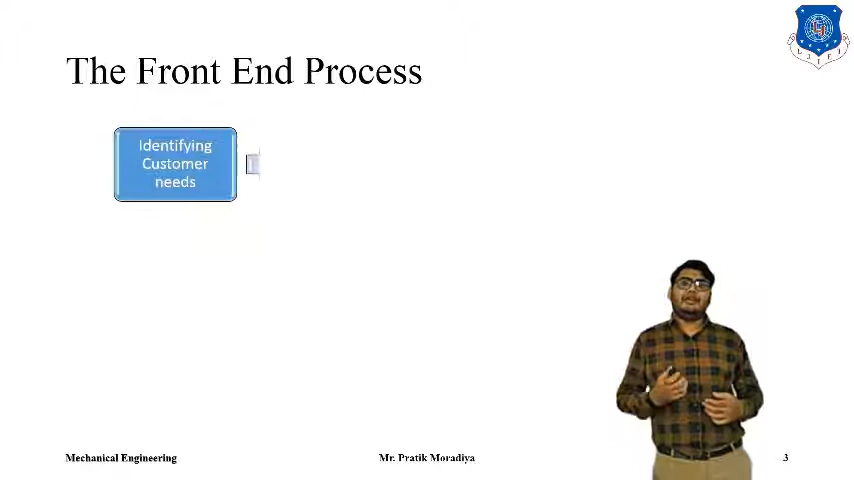 The Front End Process
Identifying
Customer
needs
Mechanical Engineering
Mr. Pratik Moradiya
3